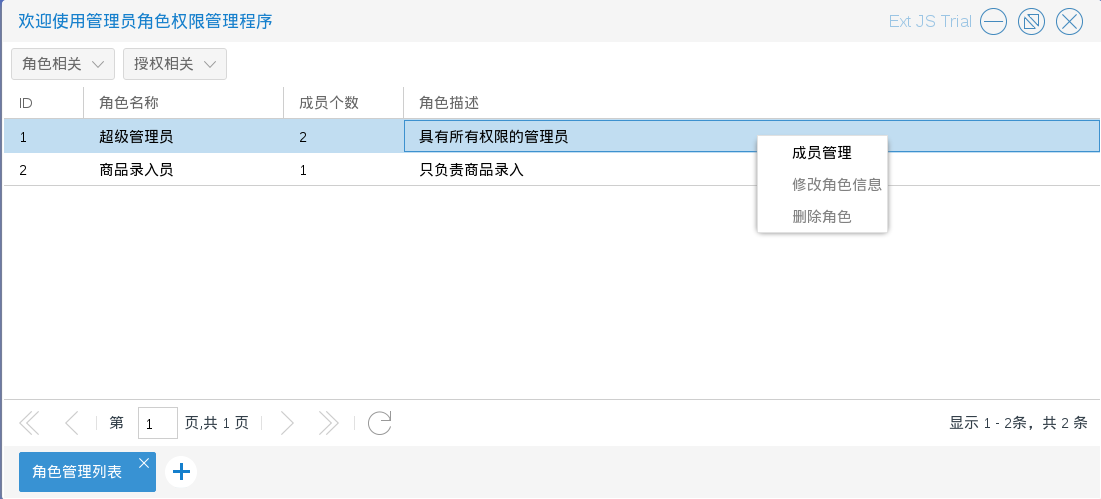 欢迎使用管理员角色权限管理程序 Ext JS Trial
角色相关 授权相关
ID 角色名称 成员个数 角色描述
1 超级管理员 2 具有所有权限的管理员
成员管理
2 商品录入员 1 只负责商品录入
修改角色信息
删除角色
第 1 页,共 1 页 显示 1 - 2条，共 2 条
角色管理列表